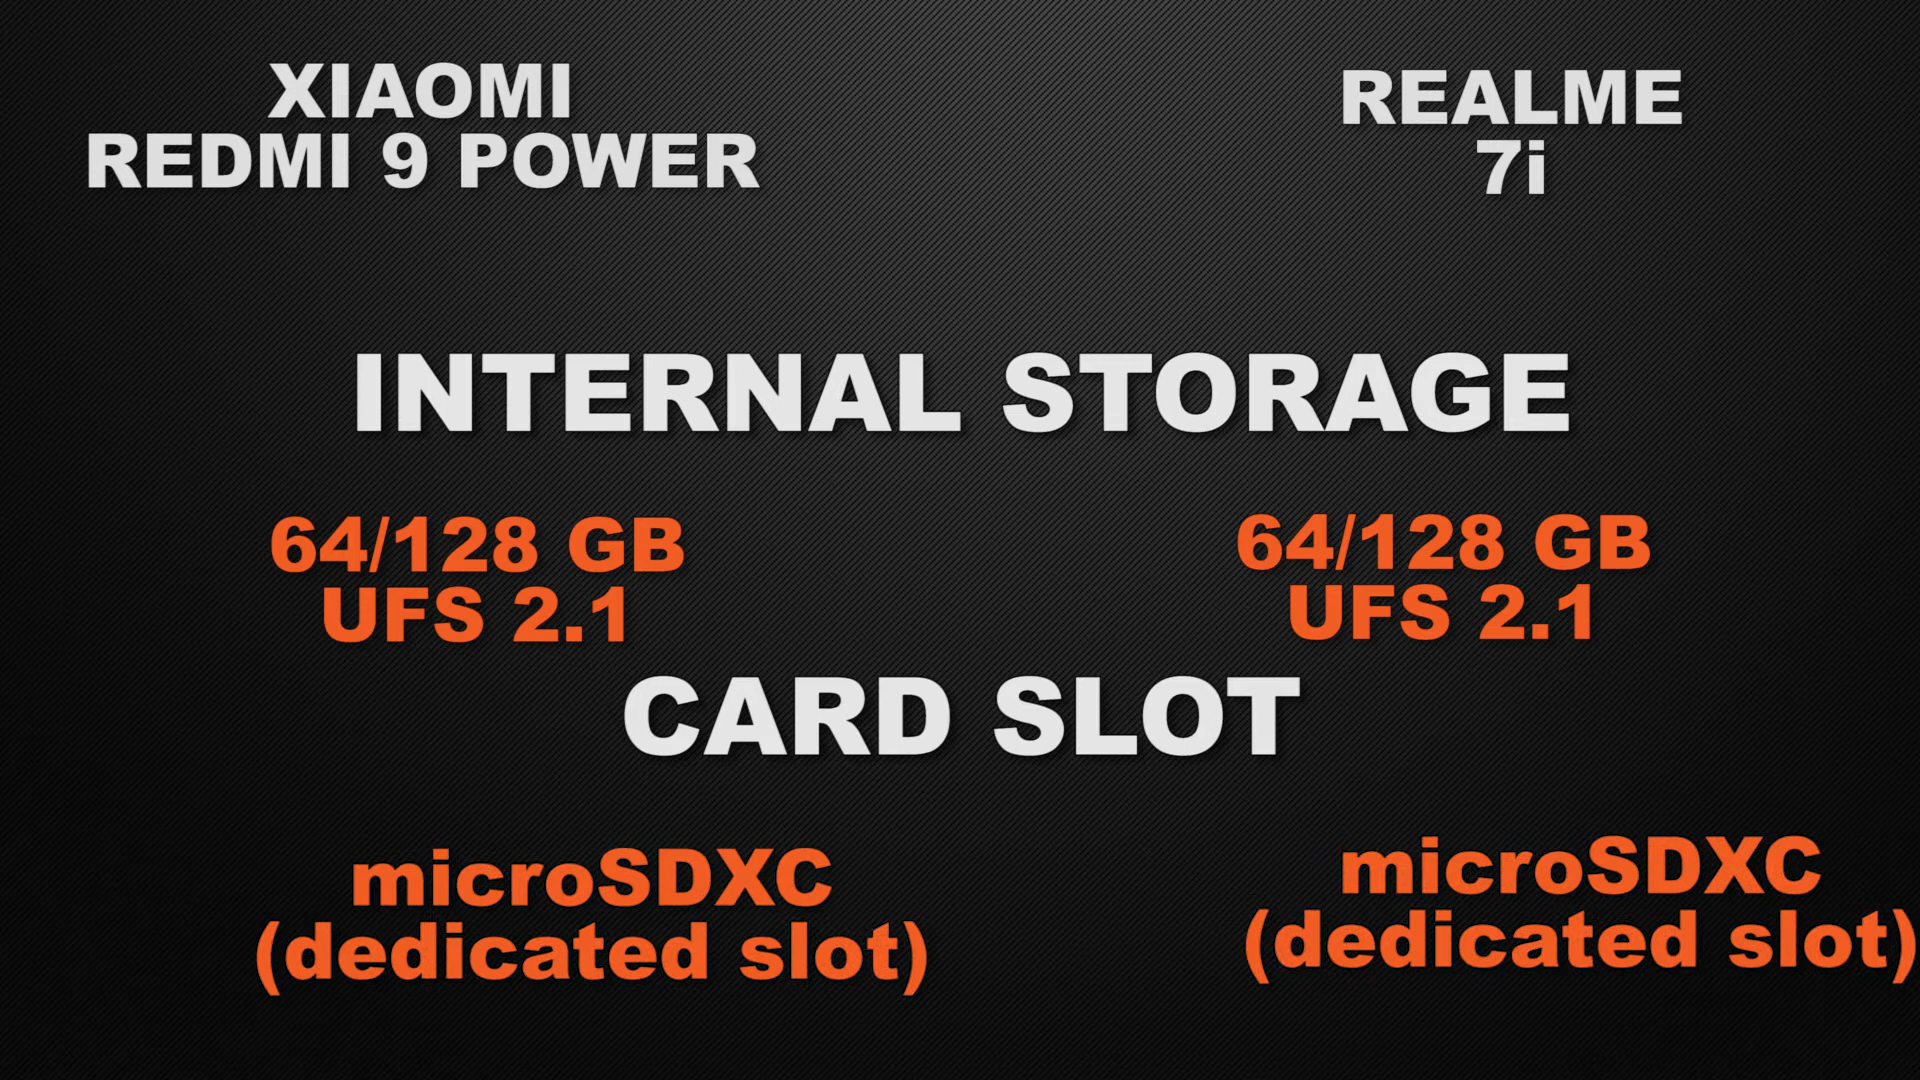 XIAOMI
REDMI 9 POWER
REALME
7i
INTERNAL STORAGE
64/128 GB
UFS 2.1
64/128 GB
UFS 2.1
CARD SLOT
microSDXC
(dedicated slot)
microSDXC
(dedicated slot)